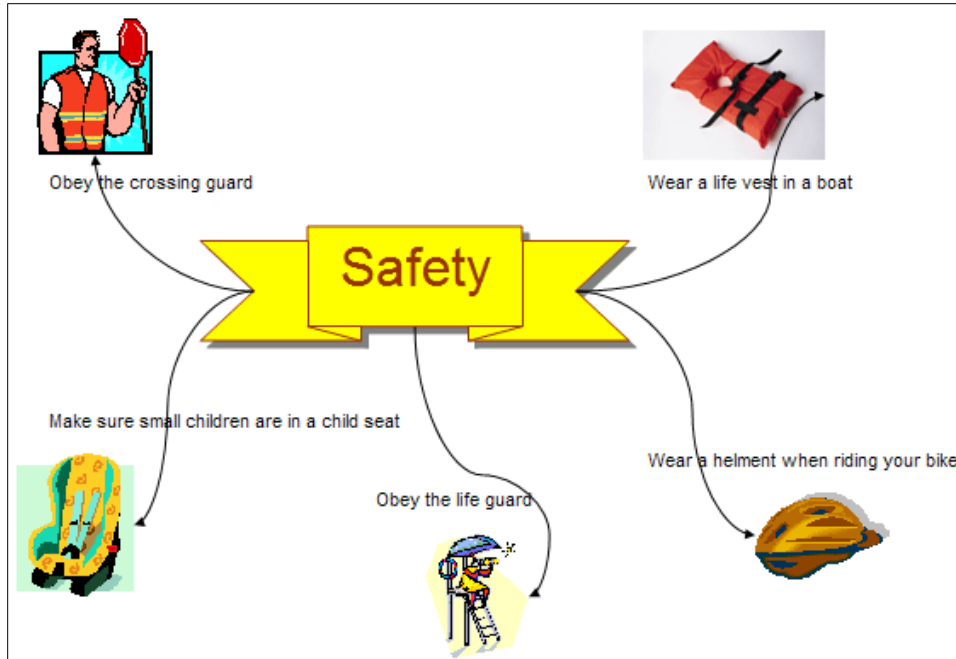 Obey the crossing guard
Wear a life vest in a boat
Safety
Make sure small children are in a child seat
Wear a helment when riding your bike
Obey the life guard